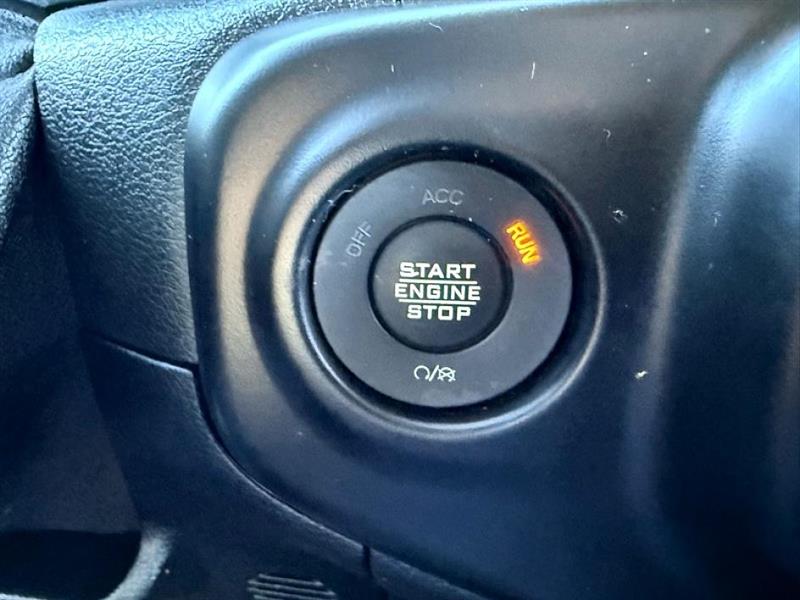 ACC
OFF
RUN
START
ENGINE
STOP